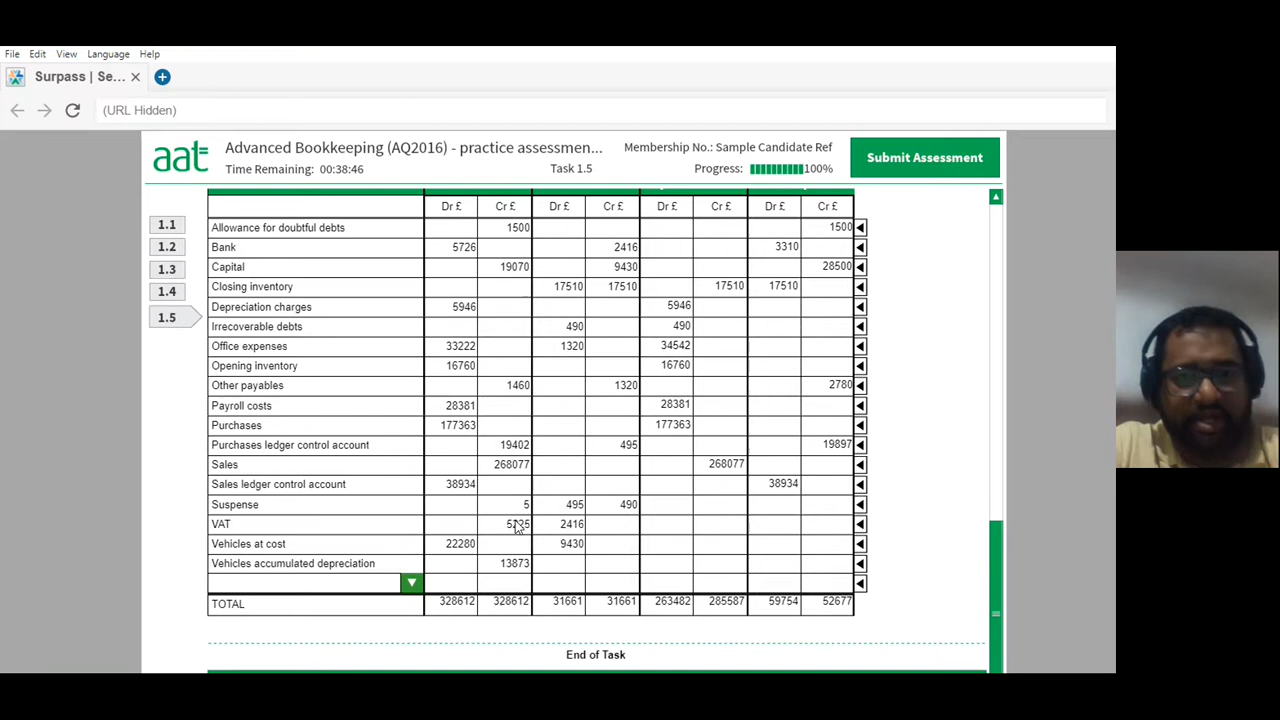 File Edit View Language Help
Surpass | Se...
(URL Hidden)
aat Advanced Bookkeeping (AQ2016) - practice assessmen... Membership No.: Sample Candidate Ref Submit Assessment
Time Remaining: 00:38:46 Task 1.5 Progress: 100%
Dr £ Cr £ Dr £ Cr £ Dr £ Cr £ Dr £ Cr £
1.1 Allowance for doubtful debts 1500 1500
1.2 Bank 5726 2416 3310
1.3 Capital 19070 9430 28500
1.4 Closing inventory 17510 17510 17510 17510
1.5 Depreciation charges 5946 5946
Irrecoverable debts 490 490
Office expenses 33222 1320 34542
Opening inventory 16760 16760
Other payables 1460 1320 2780
Payroll costs 28381 28381
Purchases 177363 177363
Purchases ledger control account 19402 495 19897
Sales 268077 268077
Sales ledger control account 38934 38934
Suspense 5 495 490
VAT 2416
Vehicles at cost 22280 9430
Vehicles accumulated depreciation 13873
TOTAL 328612 328612 31661 31661 263482 285587 59754 52677
End of Task